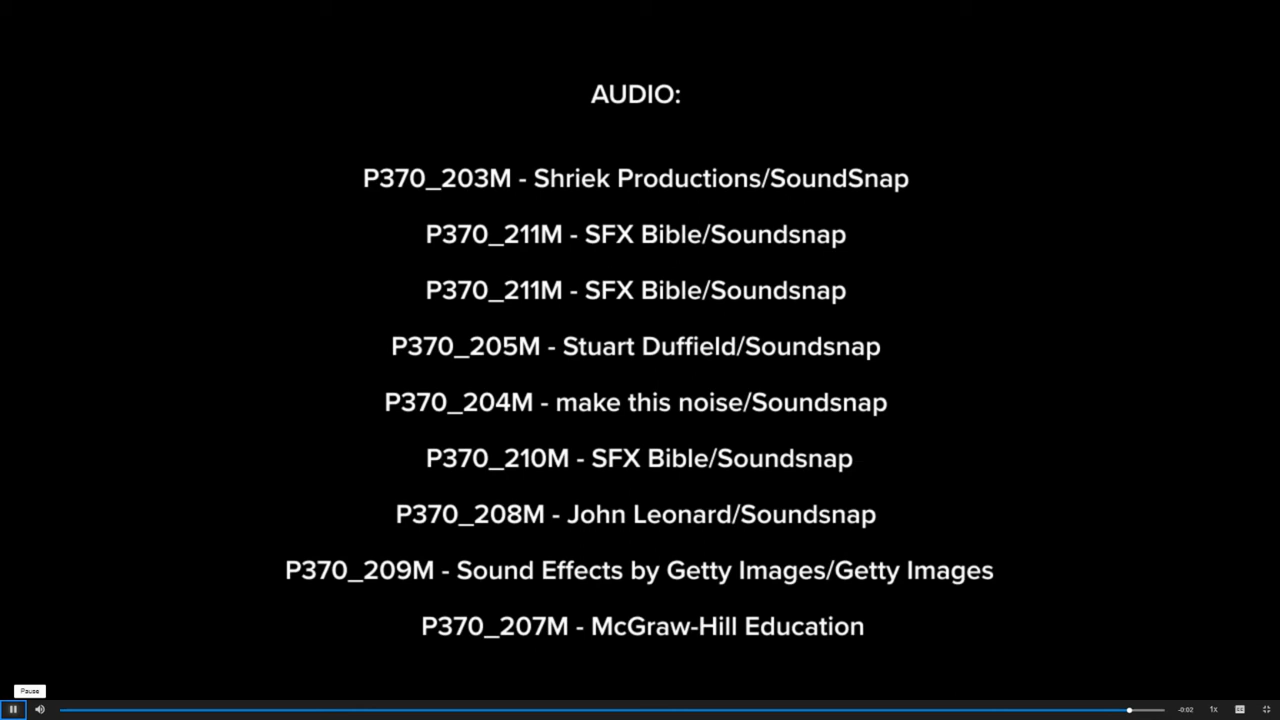 AUDIO:
P370_203M - Shriek Productions/SoundSnap
P370_211M - SFX Bible/Soundsnap
P370_211M - SFX Bible/Soundsnap
P370_205M - Stuart Duffield/Soundsnap
P370_204M - make this noise/Soundsnap
P370_210M - SFX Bible/Soundsnap
P370_208M - John Leonard/Soundsnap
P370_209M - Sound Effects by Getty Images/Getty Images
P370_207M - McGraw-Hill Education
Pause
-0:02 1x